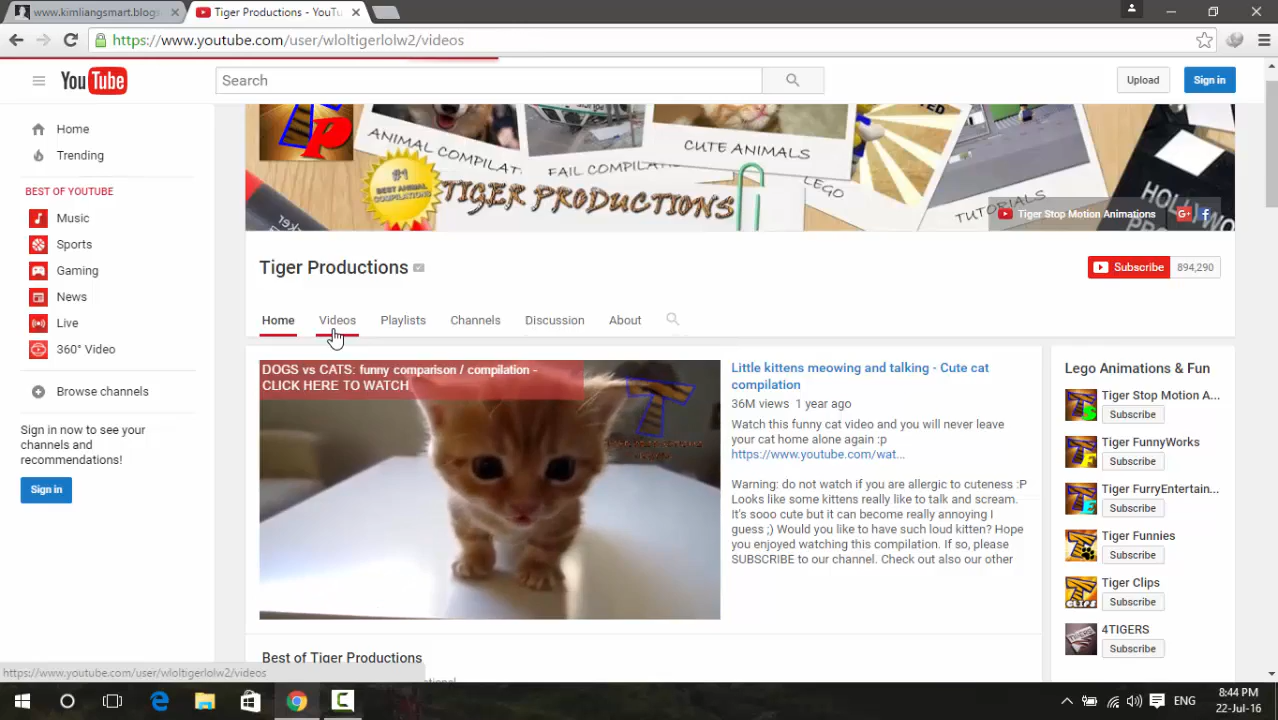 www.kimliangsmart.blogs
Tiger Productions - YouTu
https://www.youtube.com/user/wloltigerlolw2/videos
YouTube
Search
Upload
Sign in
Home
Trending
BEST OF YOUTUBE
Music
Sports
Gaming
News
Live
360° Video
Browse channels
Sign in now to see your
channels and
recommendations!
Sign in
ANIMAL COMPILAT
FAIL COMPILA
CUTE ANIMALS
LEGO
TUTORIALS
HOLLYWO
#1
BEST ANIMAL
COMPILATIONS
TIGER PRODUCTIONS
Tiger Stop Motion Animations
Tiger Productions
Subscribe 894,290
Home Videos Playlists Channels Discussion About
DOGS vs CATS: funny comparison / compilation -
CLICK HERE TO WATCH
Little kittens meowing and talking - Cute cat
compilation
36M views 1 year ago
Watch this funny cat video and you will never leave
your cat home alone again :p
https://www.youtube.com/wat...
Warning: do not watch if you are allergic to cuteness :P
Looks like some kittens really like to talk and scream.
It's sooo cute but it can become really annoying I
guess ;) Would you like to have such loud kitten? Hope
you enjoyed watching this compilation. If so, please
SUBSCRIBE to our channel. Check out also our other
Best of Tiger Productions
Lego Animations & Fun
Tiger Stop Motion A...
Subscribe
Tiger FunnyWorks
Subscribe
Tiger FurryEntertain...
Subscribe
Tiger Funnies
Subscribe
Tiger Clips
Subscribe
4TIGERS
Subscribe
https://www.youtube.com/user/wloltigerlolw2/videos
ENG
8:44 PM
22-Jul-16